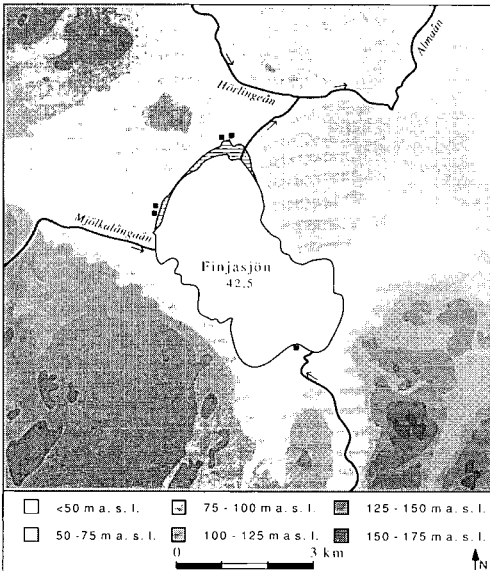 Almaån
Hörlingeån
Mjölkalångaån
Finjasjön
42.5
<50 m a. s. l.
75 - 100 m a. s. l.
125 - 150 m a. s. l.
50 - 75 m a. s. l.
100 - 125 m a. s. l.
150 - 175 m a. s. l.
0
3 km
N